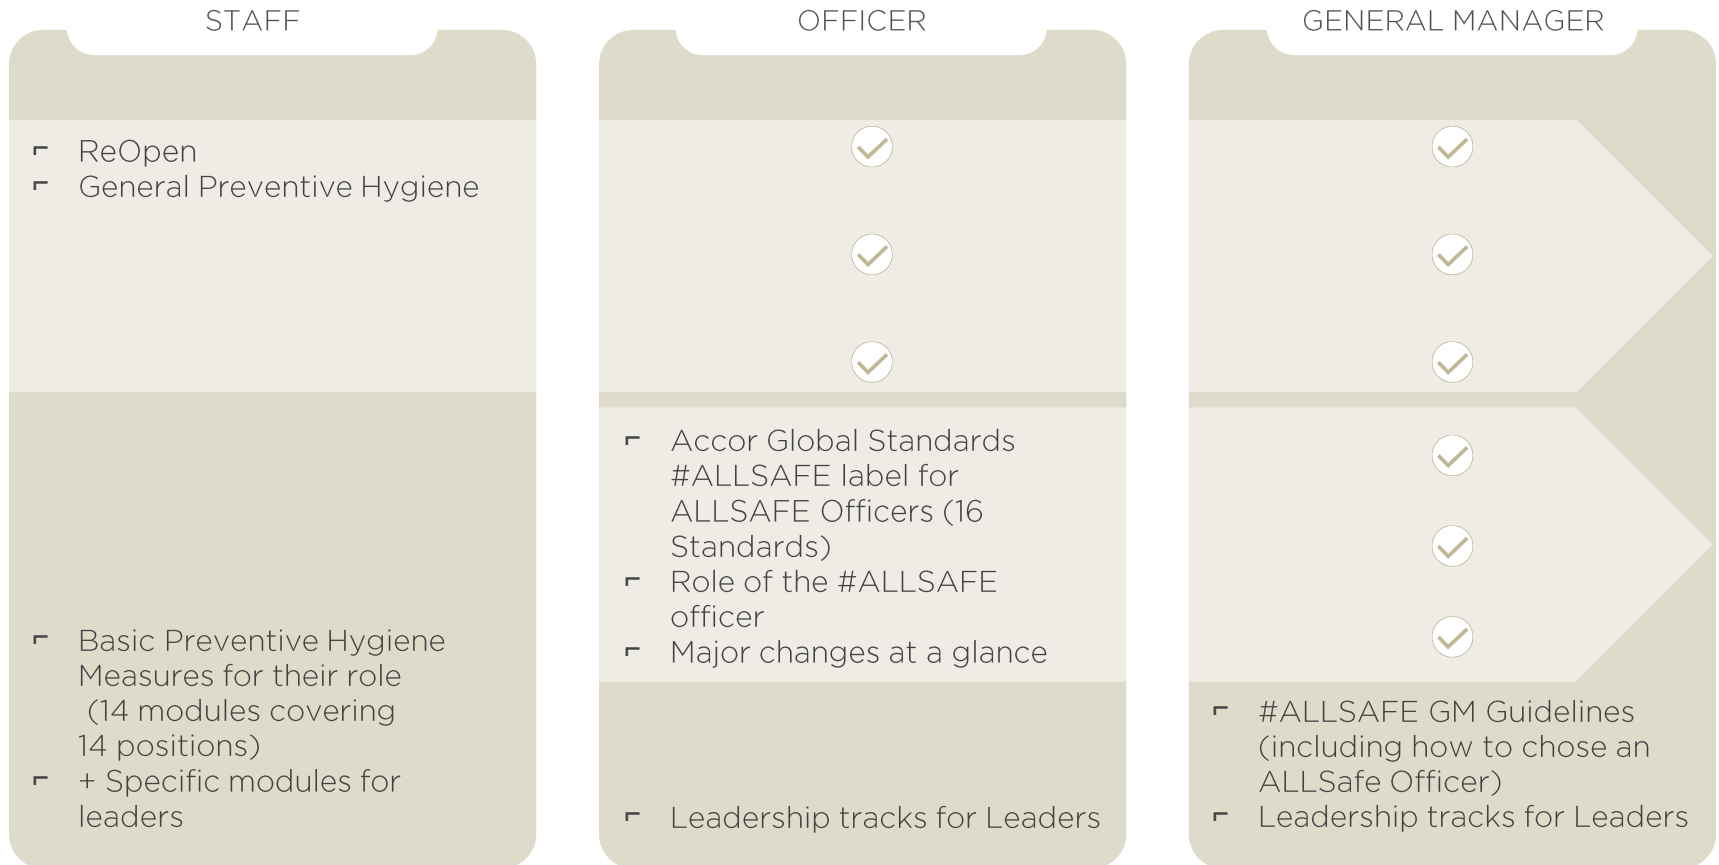 STAFF
ReOpen
General Preventive Hygiene
Basic Preventive Hygiene
Measures for their role
(14 modules covering
14 positions)
+ Specific modules for
leaders
OFFICER
Accor Global Standards
#ALLSAFE label for
ALLSAFE Officers (16
Standards)
Role of the #ALLSAFE
officer
Major changes at a glance
Leadership tracks for Leaders
GENERAL MANAGER
#ALLSAFE GM Guidelines
(including how to chose an
ALLSafe Officer)
Leadership tracks for Leaders